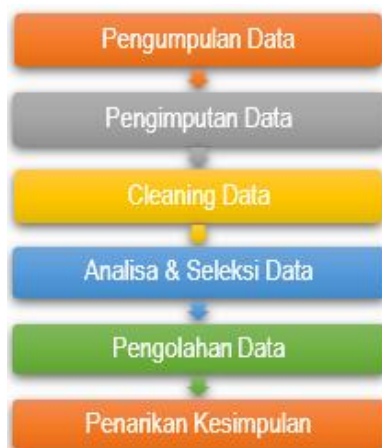 Pengumpulan Data
Pengimputan Data
Cleaning Data
Analisa & Seleksi Data
Pengolahan Data
Penarikan Kesimpulan